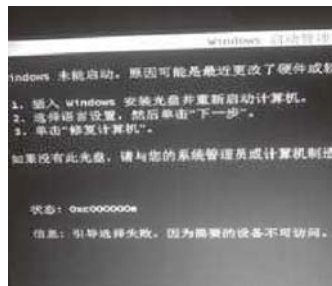 Windows 启动管理
indows 未能启动。原因可能是最近更改了硬件或软
1. 插入 Windows 安装光盘并重新启动计算机。
2. 选择语言设置，然后单击“下一步”。
3. 单击“修复计算机”。
如果没有此光盘，请与您的系统管理员或计算机制造
状态: 0xc000000e
信息: 引导选择失败，因为需要的设备不可访问。